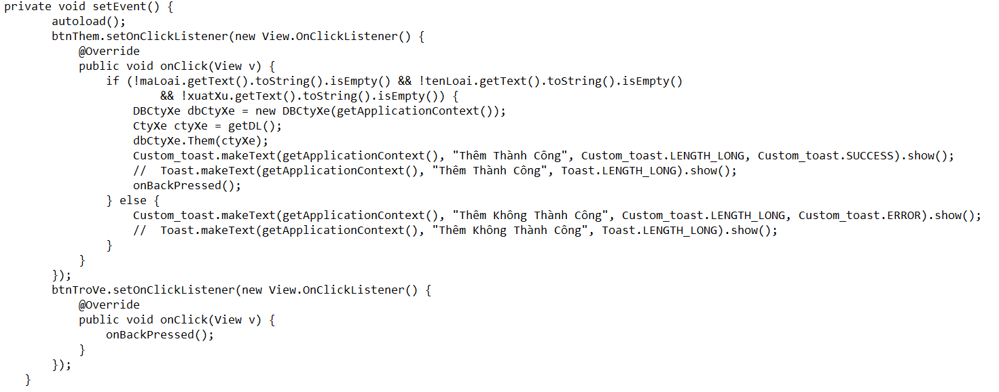 private void setEvent() {
autoload();
btnThem.setOnClickListener(new View.OnClickListener() {
@Override
public void onClick(View v) {
if (!maLoai.getText().toString().isEmpty() && !tenLoai.getText().toString().isEmpty()
&& !xuatXu.getText().toString().isEmpty()) {
DBCtyXe dbCtyXe = new DBCtyXe(getApplicationContext());
CtyXe ctyXe = getDL();
dbCtyXe.Them(ctyXe);
Custom_toast.makeText(getApplicationContext(), "Thêm Thành Công", Custom_toast.LENGTH_LONG, Custom_toast.SUCCESS).show();
//  Toast.makeText(getApplicationContext(), "Thêm Thành Công", Toast.LENGTH_LONG).show();
onBackPressed();
} else {
Custom_toast.makeText(getApplicationContext(), "Thêm Không Thành Công", Custom_toast.LENGTH_LONG, Custom_toast.ERROR).show();
//  Toast.makeText(getApplicationContext(), "Thêm Không Thành Công", Toast.LENGTH_LONG).show();
}
}
});
btnTroVe.setOnClickListener(new View.OnClickListener() {
@Override
public void onClick(View v) {
onBackPressed();
}
});
}